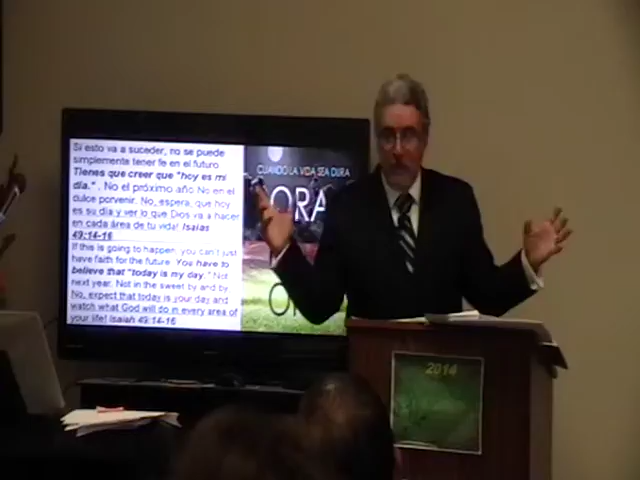 Si esto va a suceder, no se puede
simplemente tener fe en el futuro
Tienes que creer que "hoy es mi
día.". No el próximo año No en el
dulce porvenir. No, espera, que hoy
es su día y ver lo que Dios va a hacer
en cada área de tu vida! Isaías
49:14-16
If this is going to happen, you can't just
have faith for the future. You have to
believe that "today is my day." Not
next year. Not in the sweet by and by
No, expect that today is your day and
watch what God will do in every area of
your life! Isaiah 49:14-16
CUANDO LA VIDA SEA DURA
ORA
2014